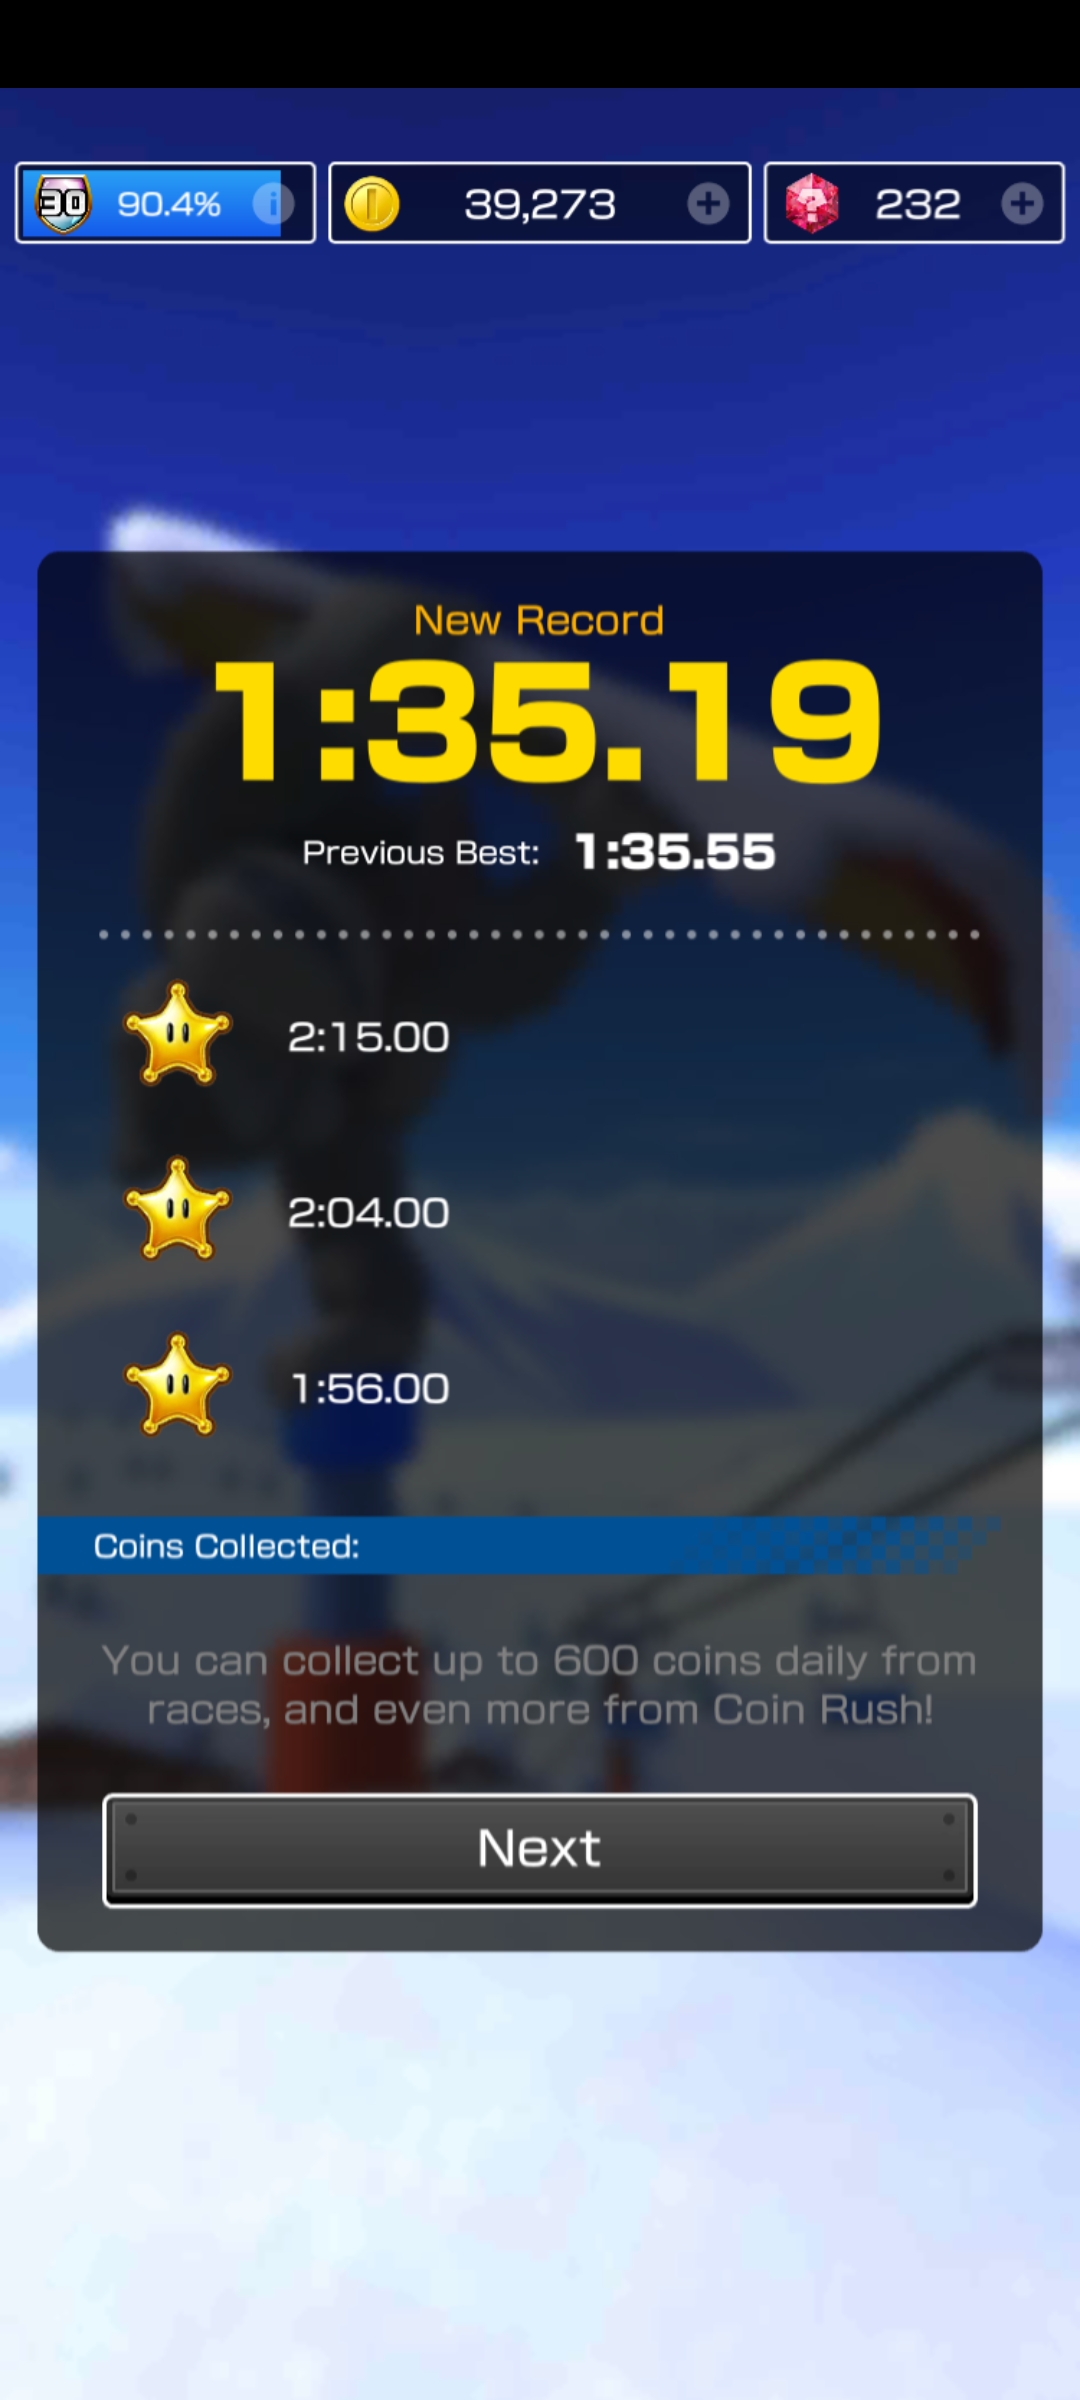 30 90.4% i 39,273 + 232 +
New Record
1:35.19
Previous Best: 1:35.55
2:15.00
2:04.00
1:56.00
Coins Collected:
You can collect up to 600 coins daily from
races, and even more from Coin Rush!
Next